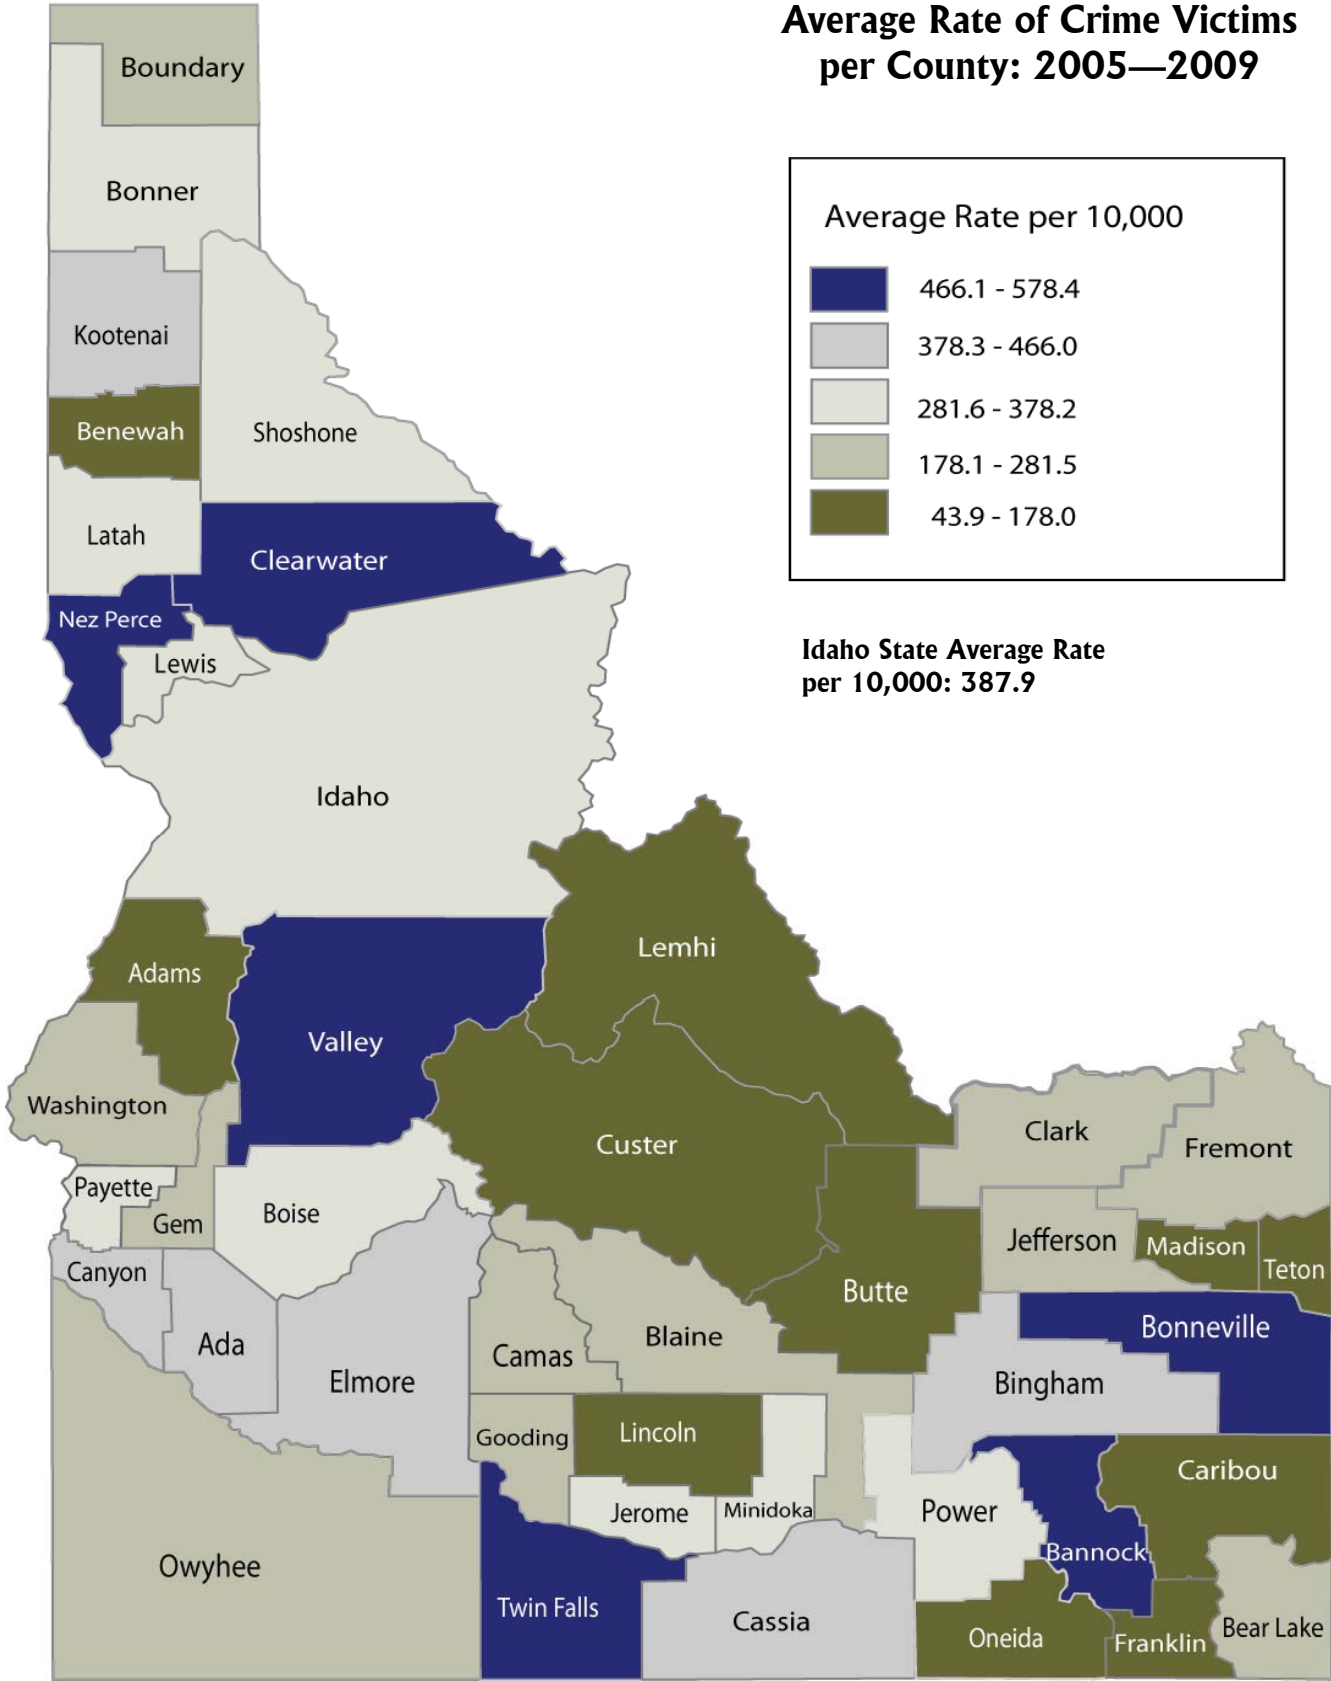 Average Rate of Crime Victims
per County: 2005—2009
Average Rate per 10,000
466.1 - 578.4
378.3 - 466.0
281.6 - 378.2
178.1 - 281.5
43.9 - 178.0
Idaho State Average Rate
per 10,000: 387.9
Boundary
Bonner
Kootenai
Benewah
Shoshone
Latah
Clearwater
Nez Perce
Lewis
Idaho
Lemhi
Adams
Valley
Washington
Custer
Clark
Fremont
Payette
Gem
Boise
Jefferson
Madison
Teton
Canyon
Ada
Elmore
Camas
Blaine
Butte
Bonneville
Bingham
Gooding
Lincoln
Jerome
Minidoka
Power
Caribou
Bannock
Owyhee
Twin Falls
Cassia
Oneida
Franklin
Bear Lake